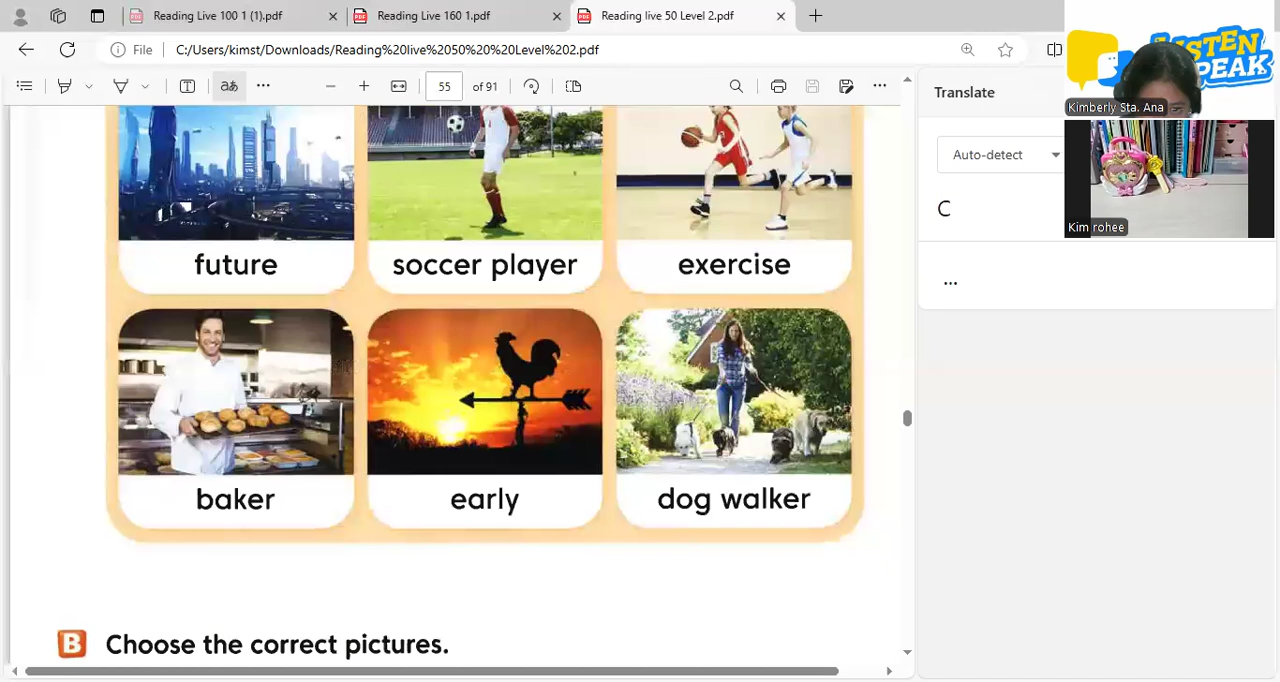 Reading Live 100 1 (1).pdf
Reading Live 160 1.pdf
Reading live 50 Level 2.pdf
File
C:/Users/kimst/Downloads/Reading%20live%2050%20%20Level%202.pdf
55 of 91
Translate
Auto-detect
C
...
LISTEN
SPEAK
Kimberly Sta. Ana
Kim rohee
future
soccer player
exercise
baker
early
dog walker
B Choose the correct pictures.